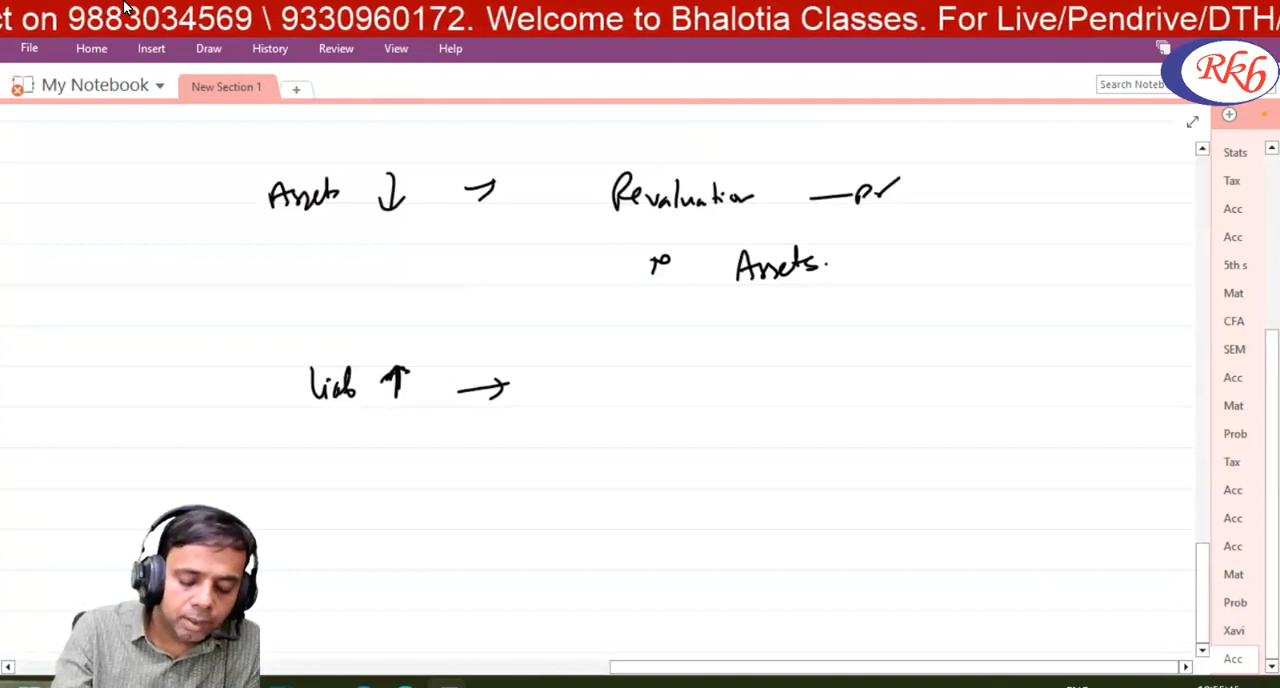 ct on 9883034569 \ 9330960172. Welcome to Bhalotia Classes. For Live/Pendrive/DTH/
File Home Insert Draw History Review View Help
Rkb
My Notebook New Section 1 + Search Noteb
Assets ↓ → Revaluation — Dr
To Assets.
Liab ↑ →
Stats
Tax
Acc
Acc
5th s
Mat
CFA
SEM
Acc
Mat
Prob
Tax
Acc
Acc
Acc
Mat
Prob
Xavi
Acc